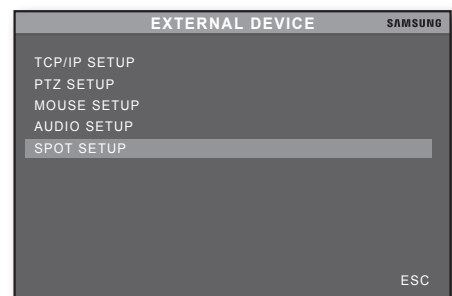 EXTERNAL DEVICE SAMSUNG
TCP/IP SETUP
PTZ SETUP
MOUSE SETUP
AUDIO SETUP
SPOT SETUP
ESC